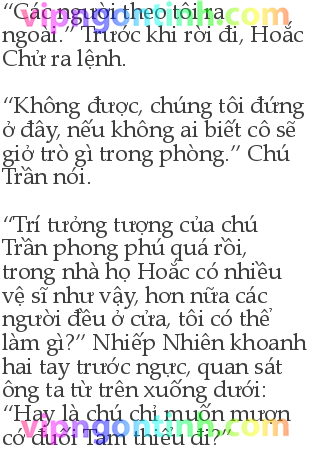 “Các người theo tôi ra
ngoài.” Trước khi rời đi, Hoắc
Chử ra lệnh.
“Không được, chúng tôi đứng
ở đây, nếu không ai biết cô sẽ
giở trò gì trong phòng.” Chú
Trần nói.
“Trí tưởng tượng của chú
Trần phong phú quá rồi,
trong nhà họ Hoắc có nhiều
vệ sĩ như vậy, hơn nữa các
người đều ở cửa, tôi có thể
làm gì?” Nhiếp Nhiên khoanh
hai tay trước ngực, quan sát
ông ta từ trên xuống dưới:
“Hay là chú chỉ muốn mượn
cớ đuổi Tam thiếu đi?”
vipngontinh.com
vipngontinh.com